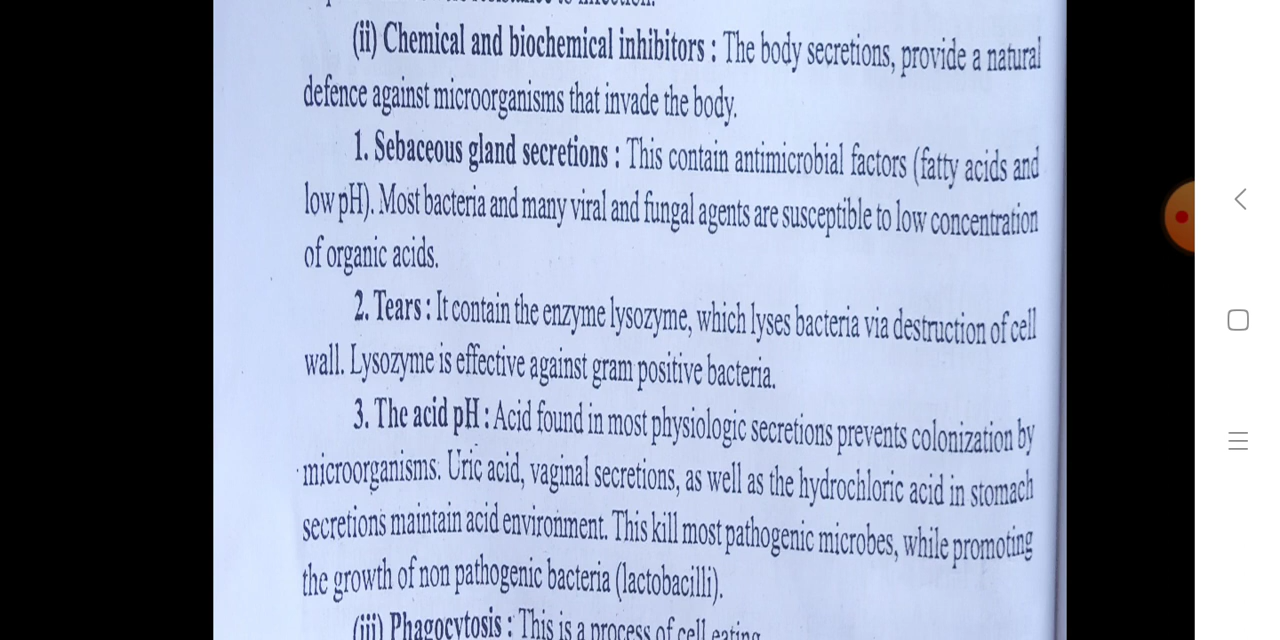 (ii) Chemical and biochemical inhibitors : The body secretions, provide a natural
defence against microorganisms that invade the body.
1. Sebaceous gland secretions : This contain antimicrobial factors (fatty acids and
low pH). Most bacteria and many viral and fungal agents are susceptible to low concentration
of organic acids.
2. Tears : It contain the enzyme lysozyme, which lyses bacteria via destruction of cell
wall. Lysozyme is effective against gram positive bacteria.
3. The acid pH : Acid found in most physiologic secretions prevents colonization by
microorganisms. Uric acid, vaginal secretions, as well as the hydrochloric acid in stomach
secretions maintain acid environment. This kill most pathogenic microbes, while promoting
the growth of non pathogenic bacteria (lactobacilli).
(iii) Phagocytosis : This is a process of cell eating